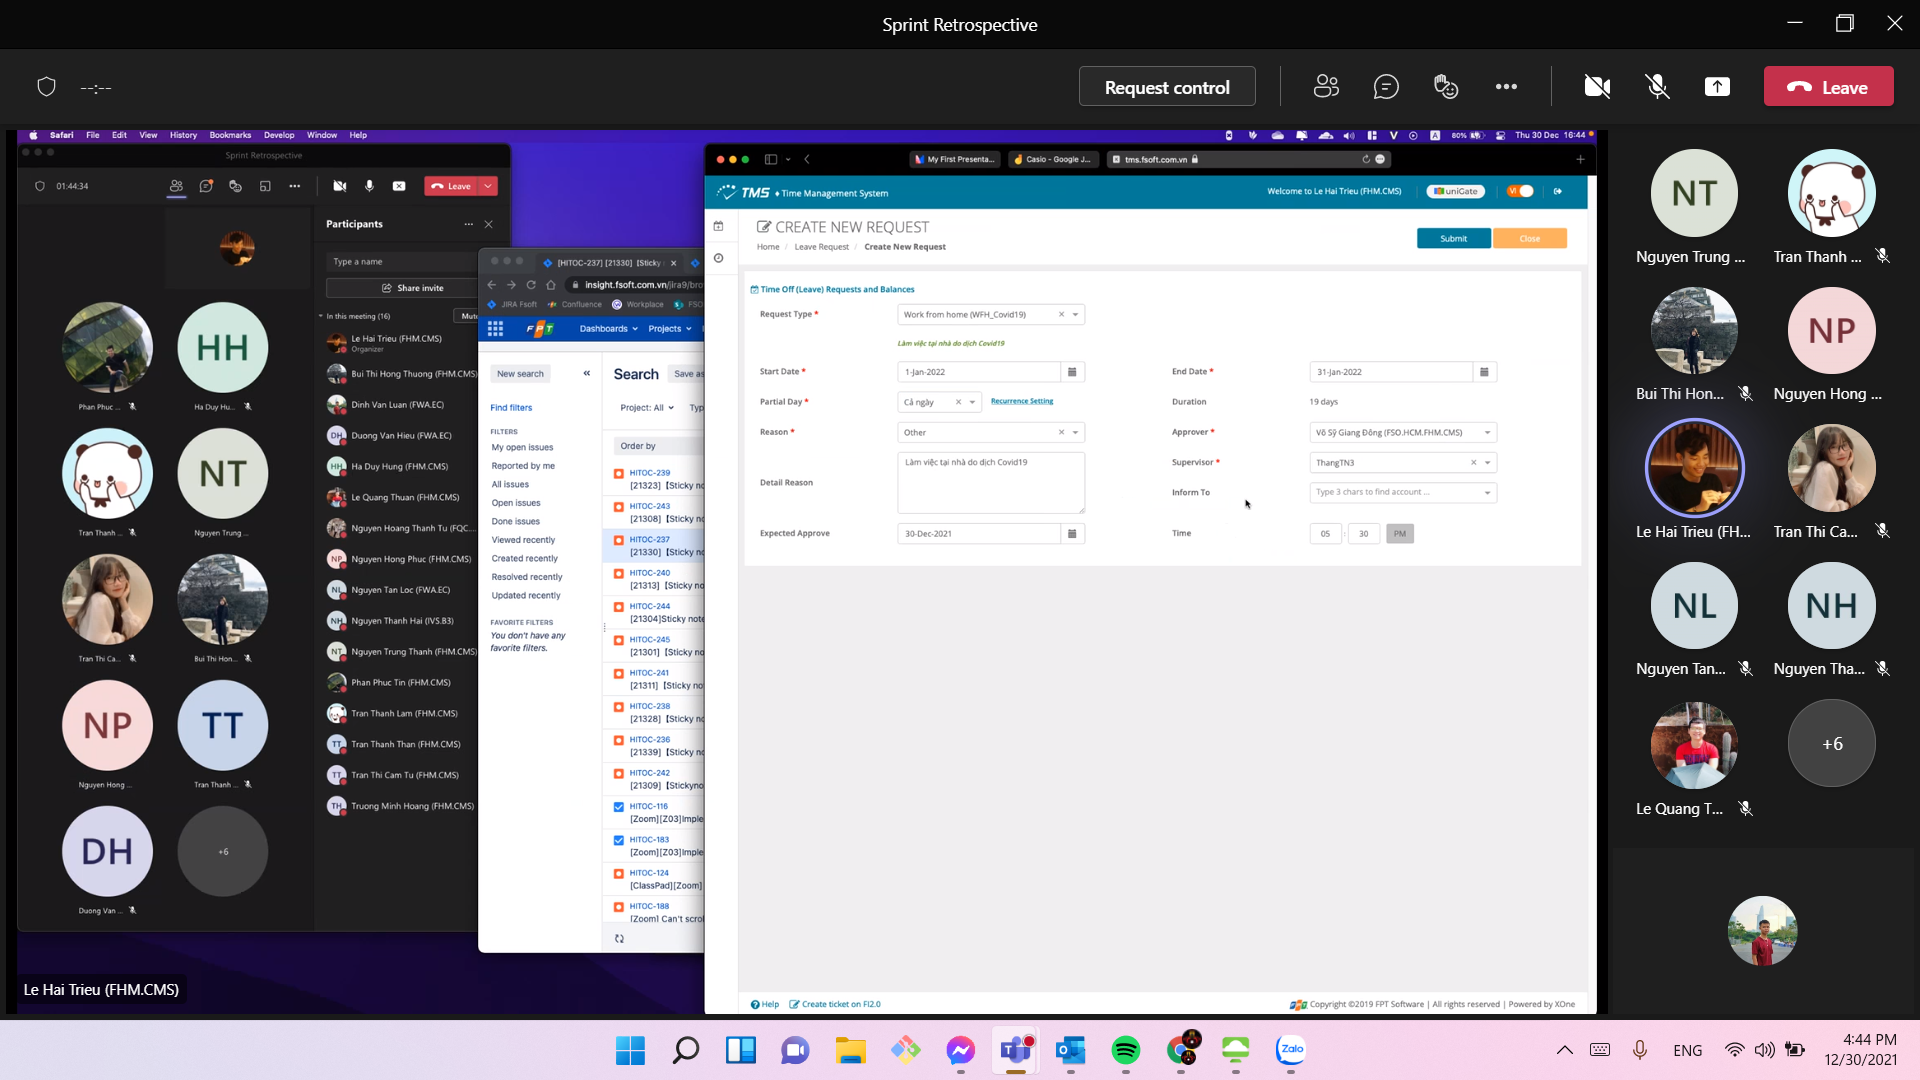 Sprint Retrospective
--:--
Request control
Leave
Safari File Edit View History Bookmarks Develop Window Help
80%
Thu 30 Dec 16:44
Sprint Retrospective
01:44:34
Leave
Participants
Type a name
Share invite
In this meeting (16)
Le Hai Trieu (FHM.CMS)
Organizer
Bui Thi Hong Thuong (FHM.CMS)
Dinh Van Luan (FWA.EC)
DH Duong Van Hieu (FWA.EC)
HH Ha Duy Hung (FHM.CMS)
Le Quang Thuan (FHM.CMS)
Nguyen Hoang Thanh Tu (FQC...
NP Nguyen Hong Phuc (FHM.CMS)
NL Nguyen Tan Loc (FWA.EC)
NH Nguyen Thanh Hai (IVS.B3)
NT Nguyen Trung Thanh (FHM.CMS)
Phan Phuc Tin (FHM.CMS)
Tran Thanh Lam (FHM.CMS)
TT Tran Thanh Than (FHM.CMS)
TT Tran Thi Cam Tu (FHM.CMS)
TH Truong Minh Hoang (FHM.CMS)
HH
Phan Phuc ...
Ha Duy Hu...
NT
Tran Thanh ...
Nguyen Trung ...
Tran Thi Ca...
Bui Thi Hon...
NP
TT
Nguyen Hong ...
Tran Thanh ...
DH
+6
Duong Van ...
Le Hai Trieu (FHM.CMS)
[HITOC-237] [21330] [Sticky
insight.fsoft.com.vn/jira9/bro
JIRA Fsoft Confluence Workplace FSO
FPT Dashboards Projects
New search
Find filters
FILTERS
My open issues
Reported by me
All issues
Open issues
Done issues
Viewed recently
Created recently
Resolved recently
Updated recently
FAVORITE FILTERS
You don't have any
favorite filters.
Search Save as
Project: All Typ
Order by
HITOC-239
[21323] [Sticky no
HITOC-243
[21308] [Sticky no
HITOC-237
[21330] [Sticky no
HITOC-240
[21313] [Sticky no
HITOC-244
[21304]Sticky note
HITOC-245
[21301] [Sticky no
HITOC-241
[21311] [Sticky no
HITOC-238
[21328] [Sticky no
HITOC-236
[21339] [Sticky no
HITOC-242
[21309] [Stickyno
HITOC-116
[Zoom][Z03]Imple
HITOC-183
[Zoom][Z03]Imple
HITOC-124
[ClassPad][Zoom]
HITOC-188
[Zoom] Can't scrol
My First Presenta...
Casio - Google J...
tms.fsoft.com.vn
TMS Time Management System
Welcome to Le Hai Trieu (FHM.CMS)
uniGate
VI
CREATE NEW REQUEST
Home / Leave Request / Create New Request
Submit
Close
Time Off (Leave) Requests and Balances
Request Type *
Work from home (WFH_Covid19)
Làm việc tại nhà do dịch Covid19
Start Date *
1-Jan-2022
End Date *
31-Jan-2022
Partial Day *
Cả ngày
Recurrence Setting
Duration
19 days
Reason *
Other
Approver *
Võ Sỹ Giang Đông (FSO.HCM.FHM.CMS)
Detail Reason
Làm việc tại nhà do dịch Covid19
Supervisor *
ThangTN3
Inform To
Type 3 chars to find account ...
Expected Approve
30-Dec-2021
Time
05 : 30 PM
Help
Create ticket on FI2.0
FPT Copyright ©2019 FPT Software | All rights reserved | Powered by XOne
NT
Nguyen Trung ...
Tran Thanh ...
NP
Bui Thi Hon...
Nguyen Hong ...
Le Hai Trieu (FH...
Tran Thi Ca...
NL
NH
Nguyen Tan...
Nguyen Tha...
+6
Le Quang T...
Zalo
ENG
4:44 PM
12/30/2021